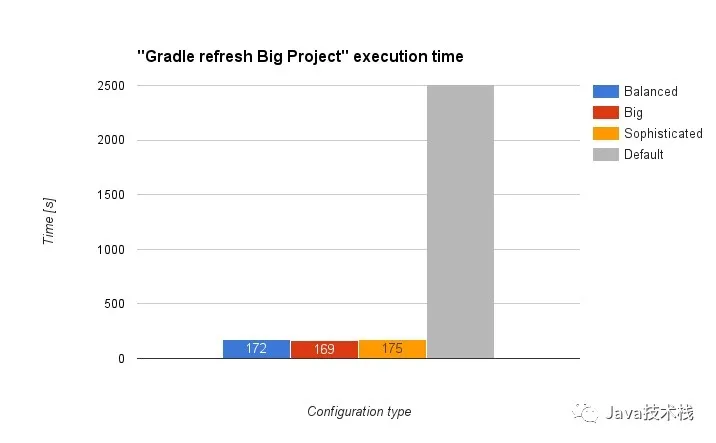 "Gradle refresh Big Project" execution time
2500
2000
1500
1000
500
0
Time [s]
172
169
175
Balanced
Big
Sophisticated
Default
Configuration type
Java技术栈